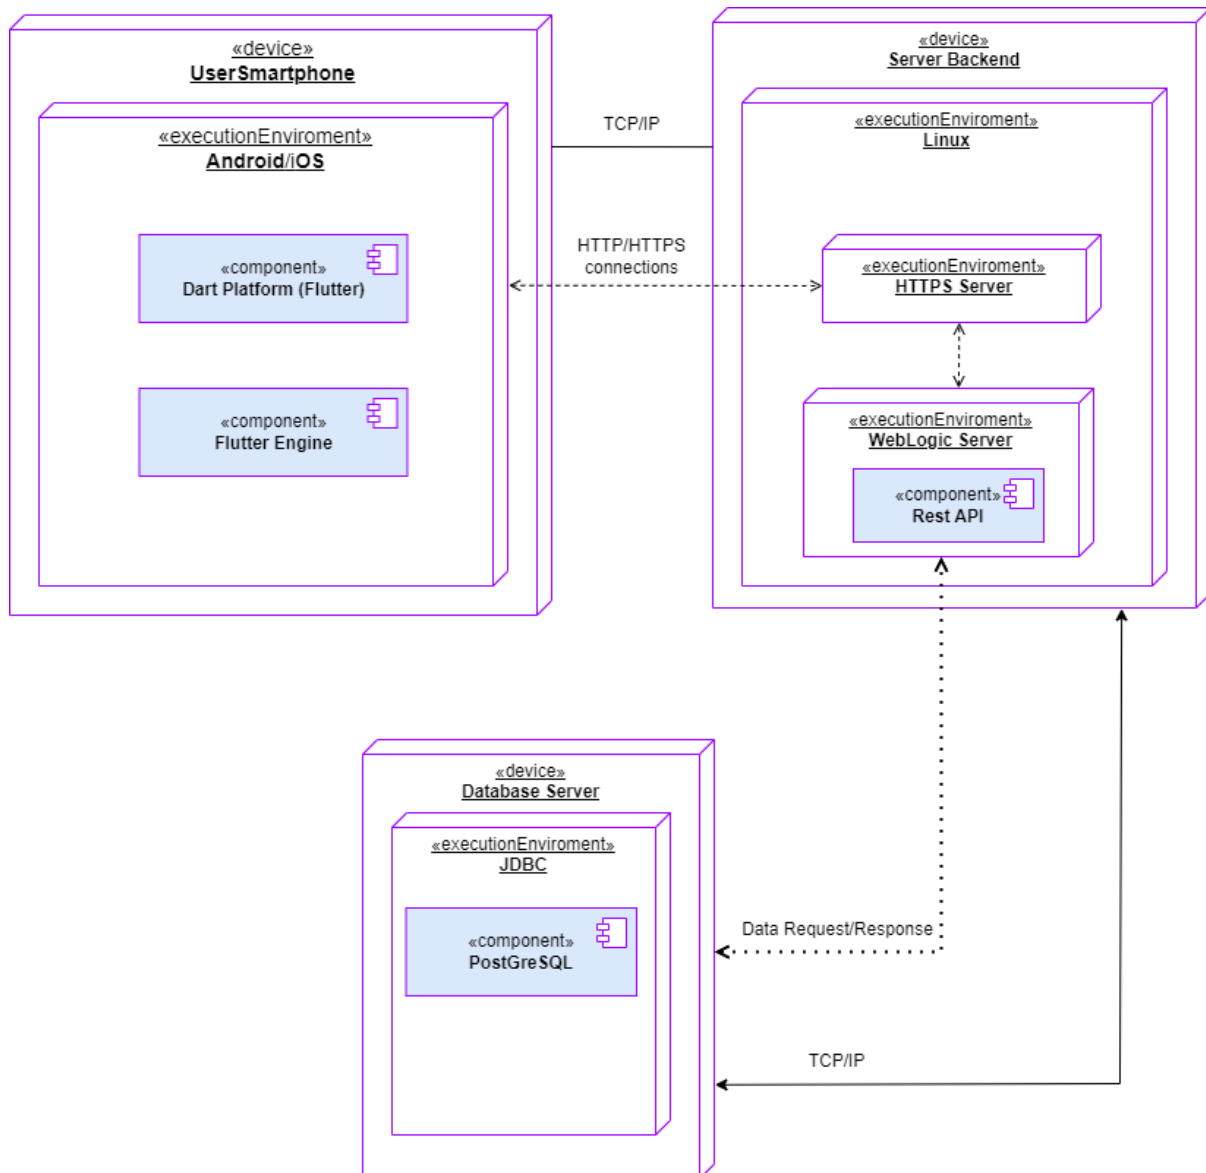 «device»
UserSmartphone
«executionEnviroment»
Android/iOS
«component»
Dart Platform (Flutter)
«component»
Flutter Engine
TCP/IP
HTTP/HTTPS
connections
«device»
Server Backend
«executionEnviroment»
Linux
«executionEnviroment»
HTTPS Server
«executionEnviroment»
WebLogic Server
«component»
Rest API
«device»
Database Server
«executionEnviroment»
JDBC
«component»
PostGreSQL
Data Request/Response
TCP/IP